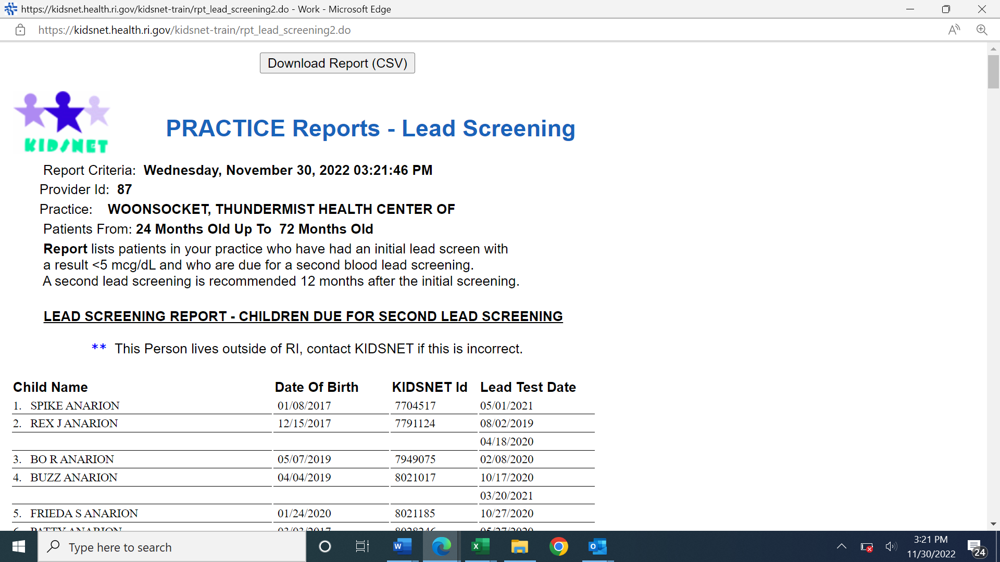 https://kidsnet.health.ri.gov/kidsnet-train/rpt_lead_screening2.do - Work - Microsoft Edge
https://kidsnet.health.ri.gov/kidsnet-train/rpt_lead_screening2.do
Download Report (CSV)
KIDSNET
PRACTICE Reports - Lead Screening
Report Criteria: Wednesday, November 30, 2022 03:21:46 PM
Provider Id: 87
Practice: WOONSOCKET, THUNDERMIST HEALTH CENTER OF
Patients From: 24 Months Old Up To 72 Months Old
Report lists patients in your practice who have had an initial lead screen with
a result <5 mcg/dL and who are due for a second blood lead screening.
A second lead screening is recommended 12 months after the initial screening.
LEAD SCREENING REPORT - CHILDREN DUE FOR SECOND LEAD SCREENING
** This Person lives outside of RI, contact KIDSNET if this is incorrect.
Child Name Date Of Birth KIDSNET Id Lead Test Date
1. SPIKE ANARION 01/08/2017 7704517 05/01/2021
2. REX J ANARION 12/15/2017 7791124 08/02/2019
04/18/2020
3. BO R ANARION 05/07/2019 7949075 02/08/2020
4. BUZZ ANARION 04/04/2019 8021017 10/17/2020
03/20/2021
5. FRIEDA S ANARION 01/24/2020 8021185 10/27/2020
6. PATTY ANARION 03/03/2017 8028246 05/27/2020
Type here to search
3:21 PM
11/30/2022
24